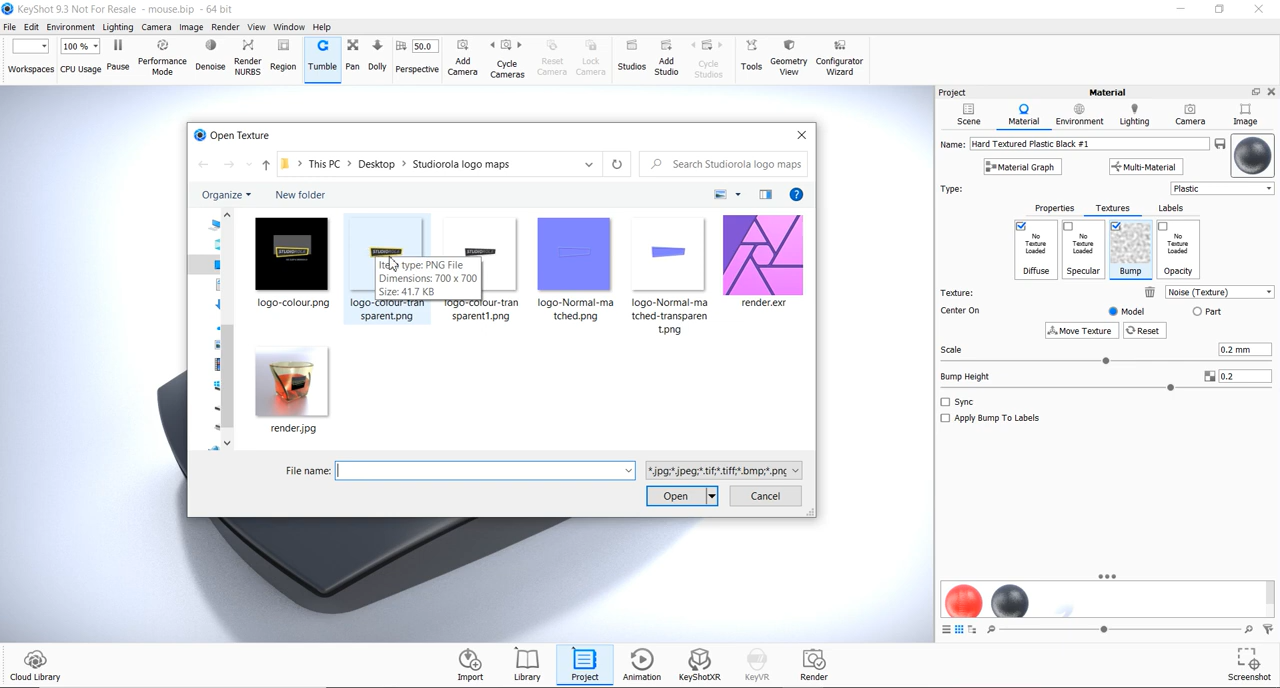 KeyShot 9.3 Not For Resale - mouse.bip - 64 bit
File Edit Environment Lighting Camera Image Render View Window Help
100 % 50.0
Workspaces CPU Usage Pause Performance Mode Denoise Render NURBS Region Tumble Pan Dolly Perspective Add Camera Cycle Cameras Reset Camera Lock Camera Studios Add Studio Cycle Studios Tools Geometry View Configurator Wizard
Project Material
Scene Material Environment Lighting Camera Image
Name: Hard Textured Plastic Black #1
Material Graph Multi-Material
Type: Plastic
Properties Textures Labels
No Texture Loaded Diffuse
No Texture Loaded Specular
Bump
No Texture Loaded Opacity
Texture: Noise (Texture)
Center On Model Part
Move Texture Reset
Scale 0.2 mm
Bump Height 0.2
Sync
Apply Bump To Labels
Open Texture
This PC > Desktop > Studiorola logo maps
Search Studiorola logo maps
Organize New folder
Item type: PNG File
Dimensions: 700 x 700
Size: 41.7 KB
logo-colour.png
logo-colour-tran
sparent.png
logo-colour-tran
sparent1.png
logo-Normal-ma
tched.png
logo-Normal-ma
tched-transparen
t.png
render.exr
render.jpg
File name:
*.jpg;*.jpeg;*.tif;*.tiff;*.bmp;*.png
Open Cancel
Cloud Library Import Library Project Animation KeyShotXR KeyVR Render Screenshot